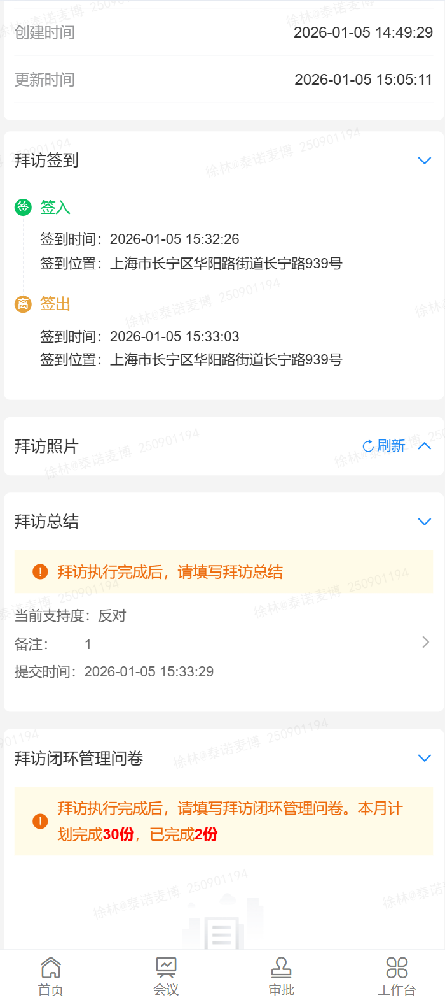 创建时间 2026-01-05 14:49:29
更新时间 2026-01-05 15:05:11
拜访签到
签 签入
签到时间：2026-01-05 15:32:26
签到位置：上海市长宁区华阳路街道长宁路939号
离 签出
签到时间：2026-01-05 15:33:03
签到位置：上海市长宁区华阳路街道长宁路939号
拜访照片 刷新
拜访总结
拜访执行完成后，请填写拜访总结
当前支持度：反对
备注： 1
提交时间：2026-01-05 15:33:29
拜访闭环管理问卷
拜访执行完成后，请填写拜访闭环管理问卷。本月计
划完成30份，已完成2份
首页 会议 审批 工作台
徐林@泰诺麦博 250901194